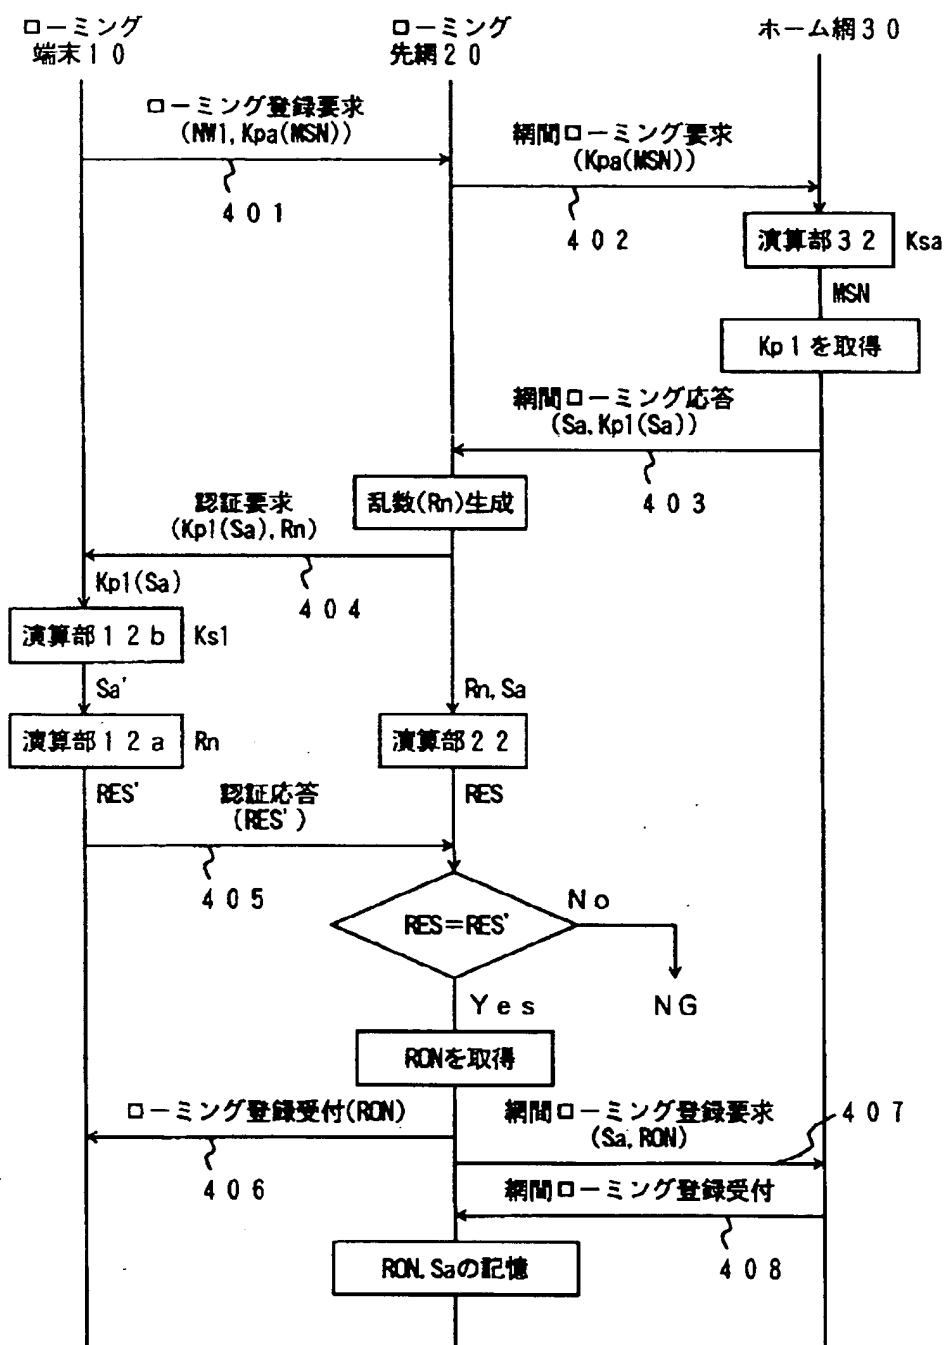 ローミング
端末10
ローミング
先網20
ホーム網30
ローミング登録要求
(NW1,Kpa(MSN))
401
網間ローミング要求
(Kpa(MSN))
402
演算部32
Ksa
MSN
Kp1を取得
網間ローミング応答
(Sa,Kp1(Sa))
403
乱数(Rn)生成
認証要求
(Kp1(Sa),Rn)
404
Kp1(Sa)
演算部12b
Ks1
Sa'
Rn,Sa
演算部12a
Rn
演算部22
RES'
RES
認証応答
(RES')
405
RES=RES'
No
NG
Yes
RONを取得
ローミング登録受付(RON)
406
網間ローミング登録要求
(Sa,RON)
407
網間ローミング登録受付
408
RON,Saの記憶